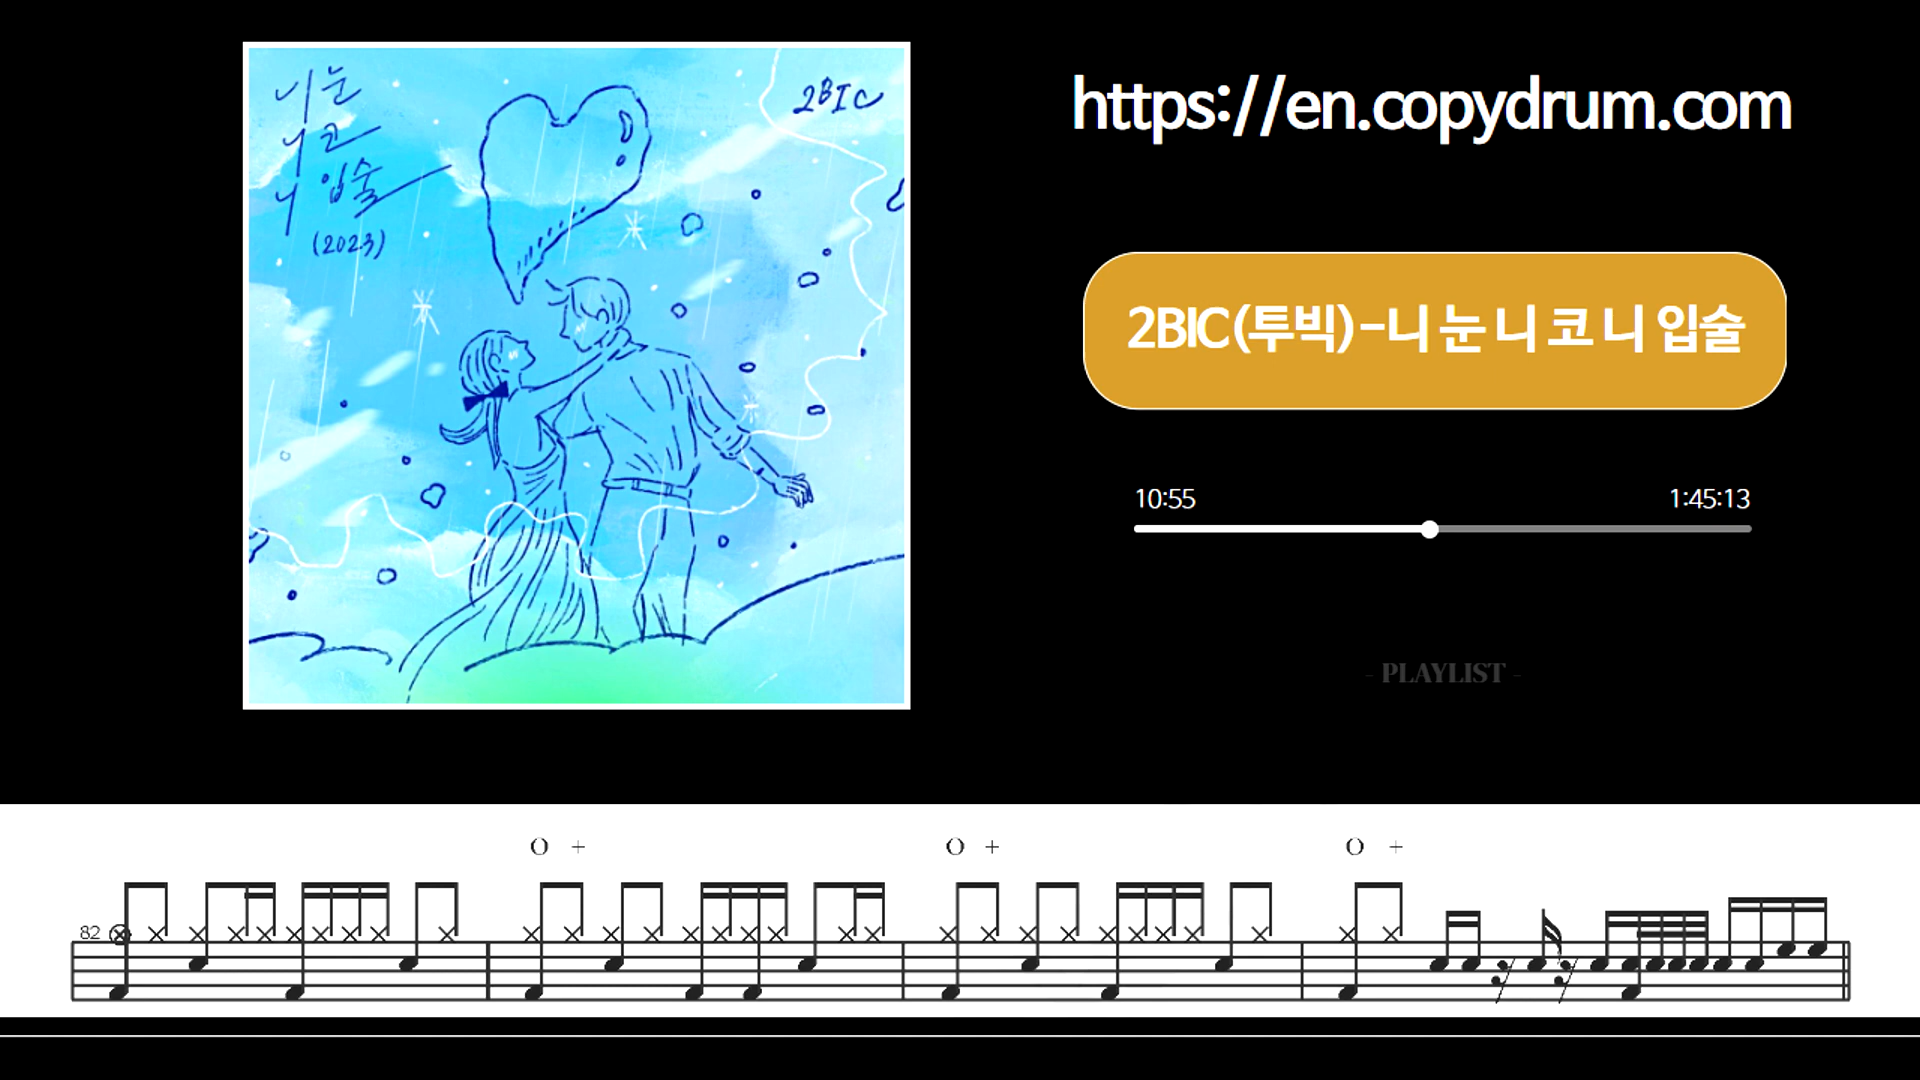 니 눈
니 코
니 입술
(2023)
2BIC
https://en.copydrum.com
2BIC(투빅)-니 눈 니 코 니 입술
10:55 1:45:13
- PLAYLIST -
O + O + O +
82